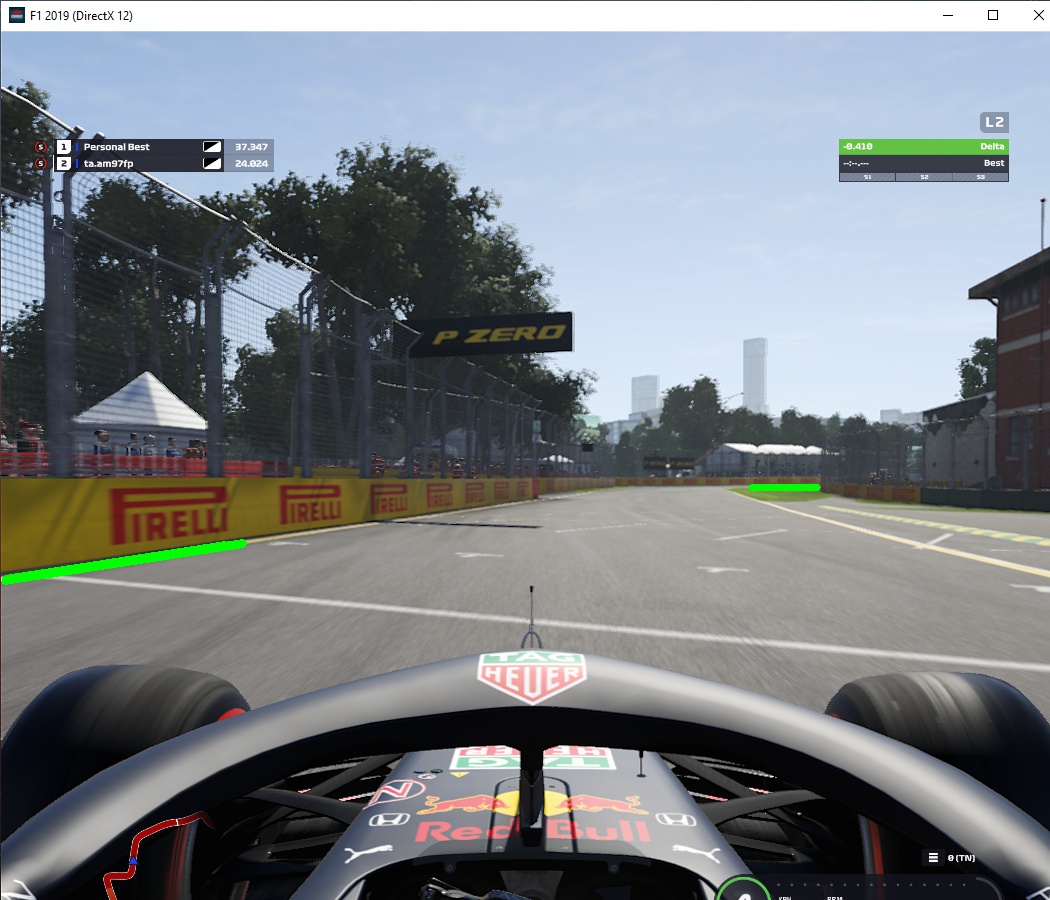 F1 2019 (DirectX 12)
L2
S 1 Personal Best 37.347
S 2 ta.am97fp 24.024
-0.410 Delta
--:--.--- Best
S1 S2 S3
P ZERO
PIRELLI PIRELLI PIRELLI
TAG
HEUER
TAG
Red Bull
0 (TN)